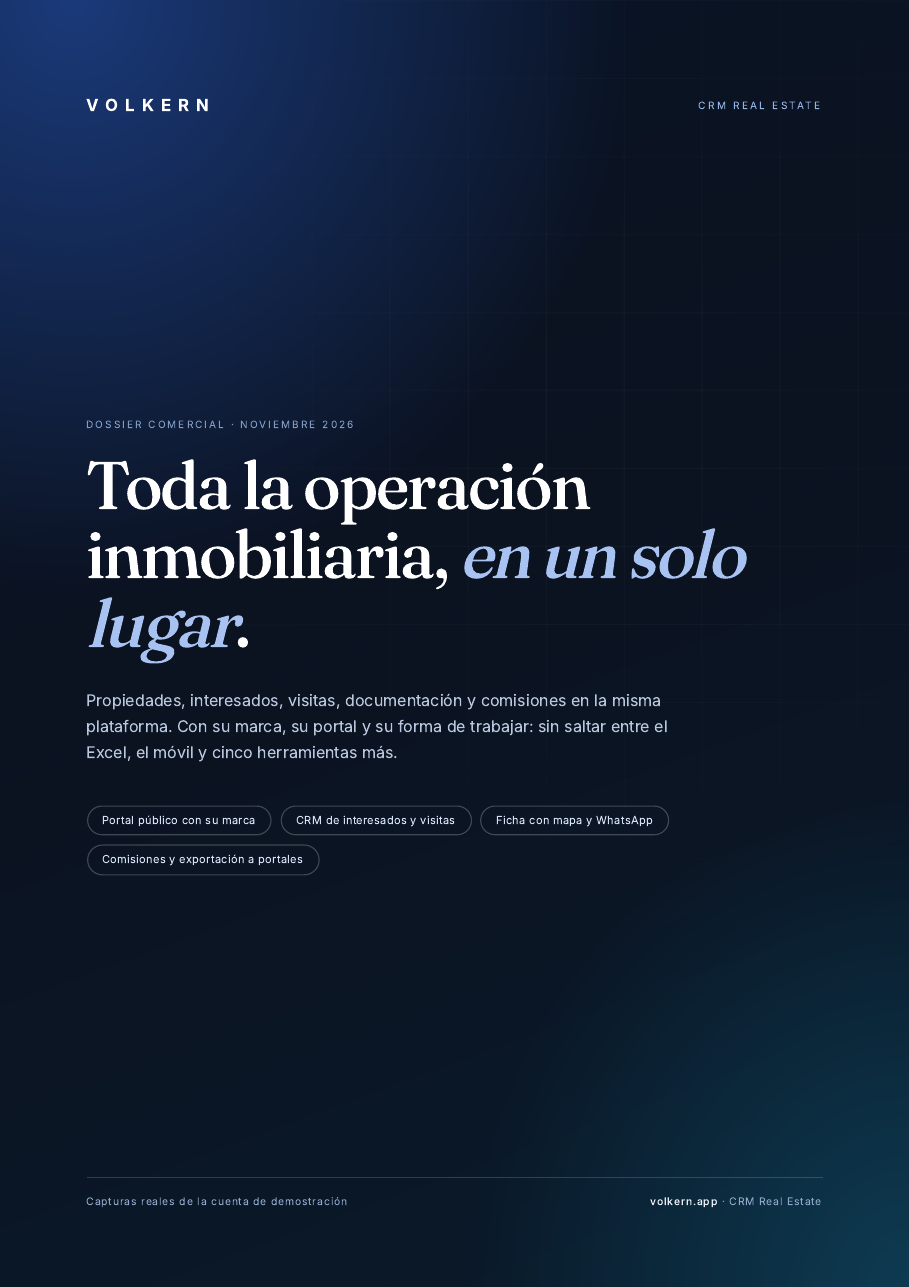 VOLKERN
CRM REAL ESTATE
DOSSIER COMERCIAL · NOVIEMBRE 2026
Toda la operación
inmobiliaria, en un solo
lugar.
Propiedades, interesados, visitas, documentación y comisiones en la misma
plataforma. Con su marca, su portal y su forma de trabajar: sin saltar entre el
Excel, el móvil y cinco herramientas más.
Portal público con su marca
CRM de interesados y visitas
Ficha con mapa y WhatsApp
Comisiones y exportación a portales
Capturas reales de la cuenta de demostración
volkern.app · CRM Real Estate